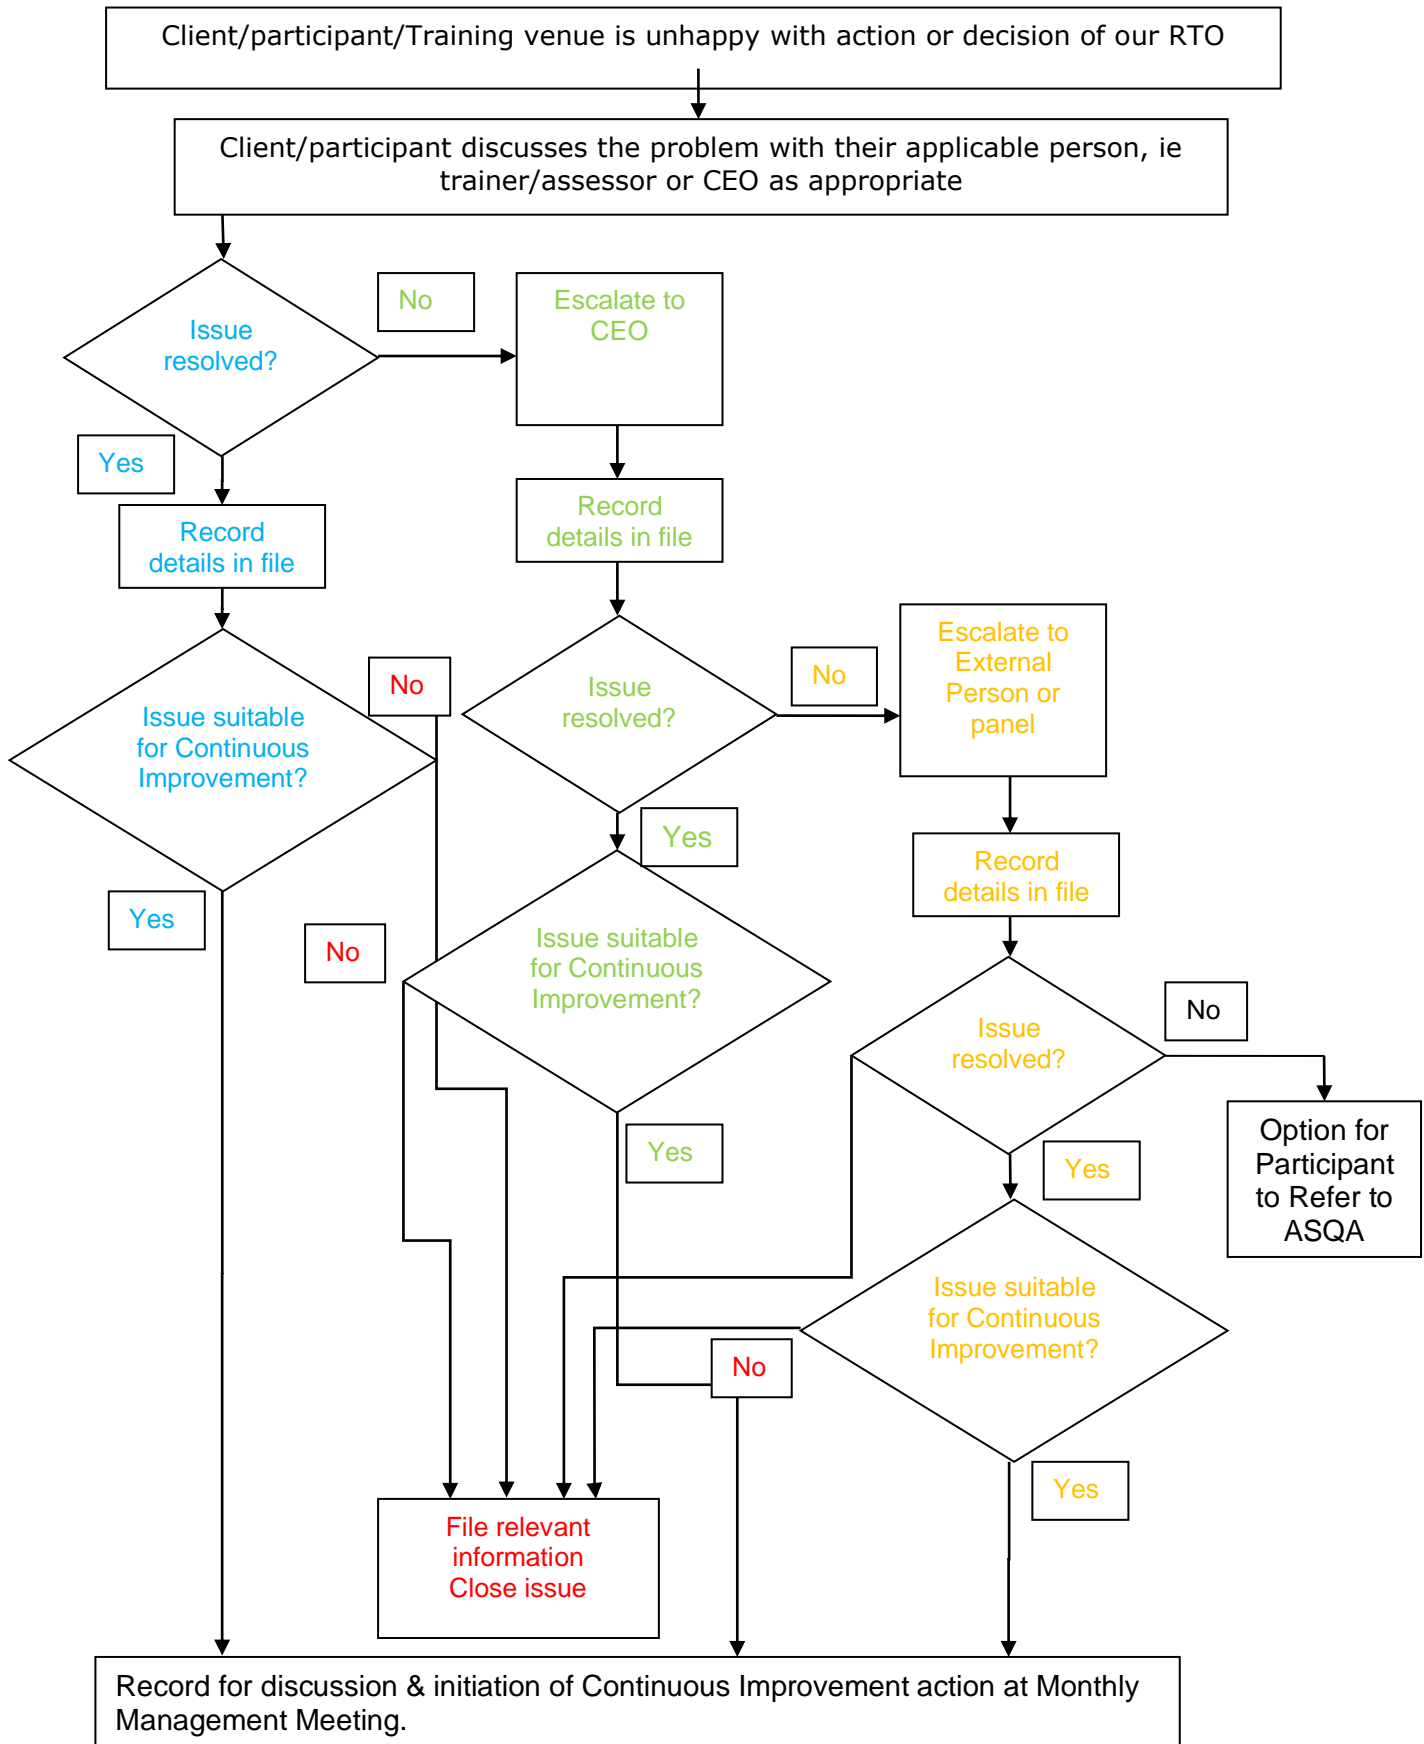 Client/participant/Training venue is unhappy with action or decision of our RTO
Client/participant discusses the problem with their applicable person, ie
trainer/assessor or CEO as appropriate
Issue
resolved?
No
Escalate to
CEO
Yes
Record
details in file
Record
details in file
Issue suitable
for Continuous
Improvement?
No
Issue
resolved?
No
Escalate to
External
Person or
panel
Yes
Record
details in file
Yes
No
Issue suitable
for Continuous
Improvement?
Issue
resolved?
No
Yes
Yes
Option for
Participant
to Refer to
ASQA
Issue suitable
for Continuous
Improvement?
No
Yes
File relevant
information
Close issue
Record for discussion & initiation of Continuous Improvement action at Monthly
Management Meeting.